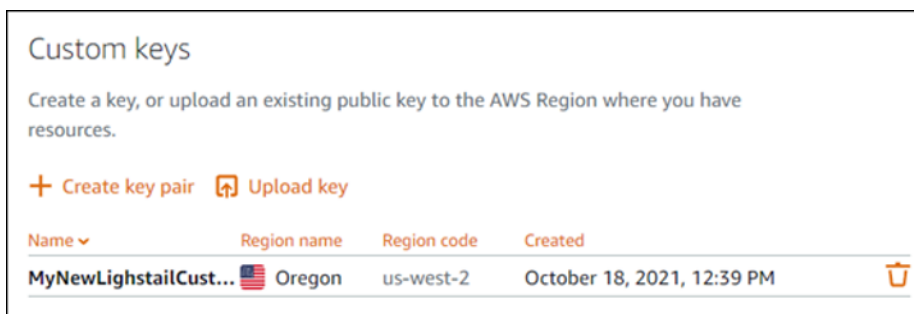 Custom keys
Create a key, or upload an existing public key to the AWS Region where you have
resources.
Create key pair Upload key
Name Region name Region code Created
MyNewLighstailCust... Oregon us-west-2 October 18, 2021, 12:39 PM